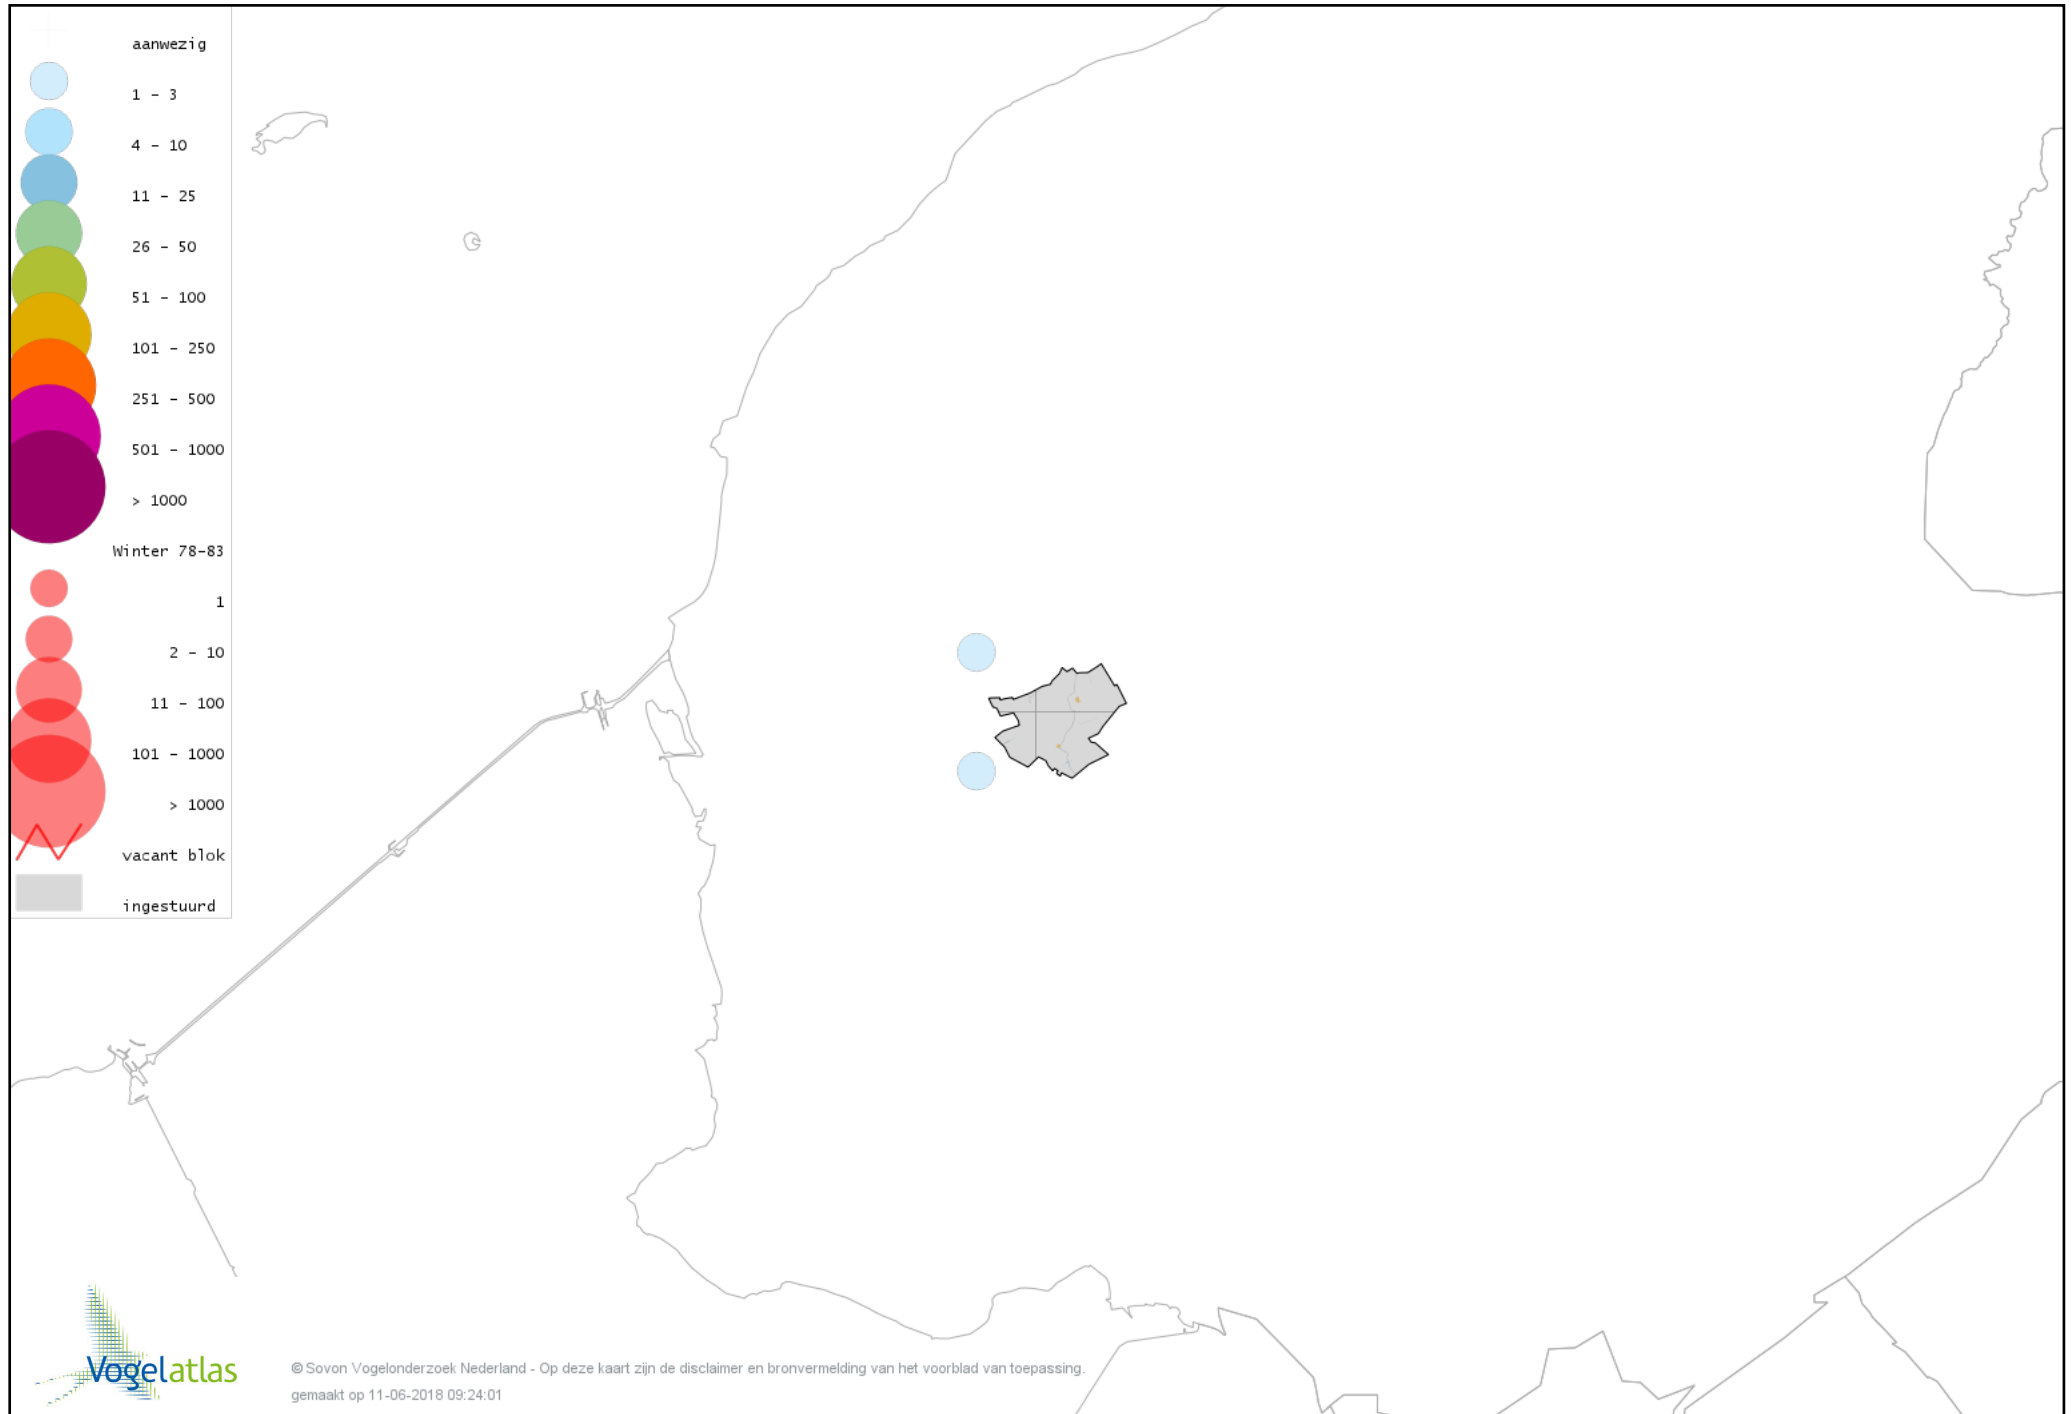 aanwezig
1 - 3
4 - 10
11 - 25
26 - 50
51 - 100
101 - 250
251 - 500
501 - 1000
> 1000
Winter 78-83
1
2 - 10
11 - 100
101 - 1000
> 1000
vacant blok
ingestuurd
Vogelatlas
© Sovon Vogelonderzoek Nederland - Op deze kaart zijn de disclaimer en bronvermelding van het voorblad van toepassing.
gemaakt op 11-06-2018 09:24:01